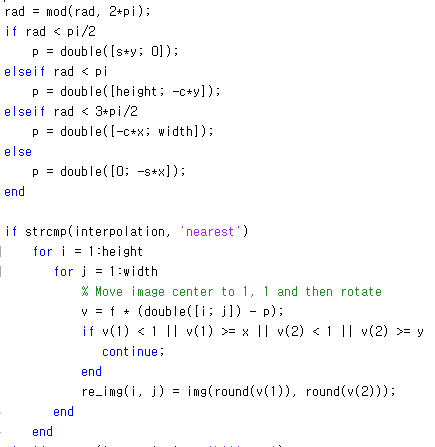 rad = mod(rad, 2*pi);
if rad < pi/2
    p = double([s*y; 0]);
elseif rad < pi
    p = double([height; -c*y]);
elseif rad < 3*pi/2
    p = double([-c*x; width]);
else
    p = double([0; -s*x]);
end

if strcmp(interpolation, 'nearest')
    for i = 1:height
        for j = 1:width
            % Move image center to 1, 1 and then rotate
            v = f * (double([i; j]) - p);
            if v(1) < 1 || v(1) >= x || v(2) < 1 || v(2) >= y
                continue;
            end
            re_img(i, j) = img(round(v(1)), round(v(2)));
        end
    end